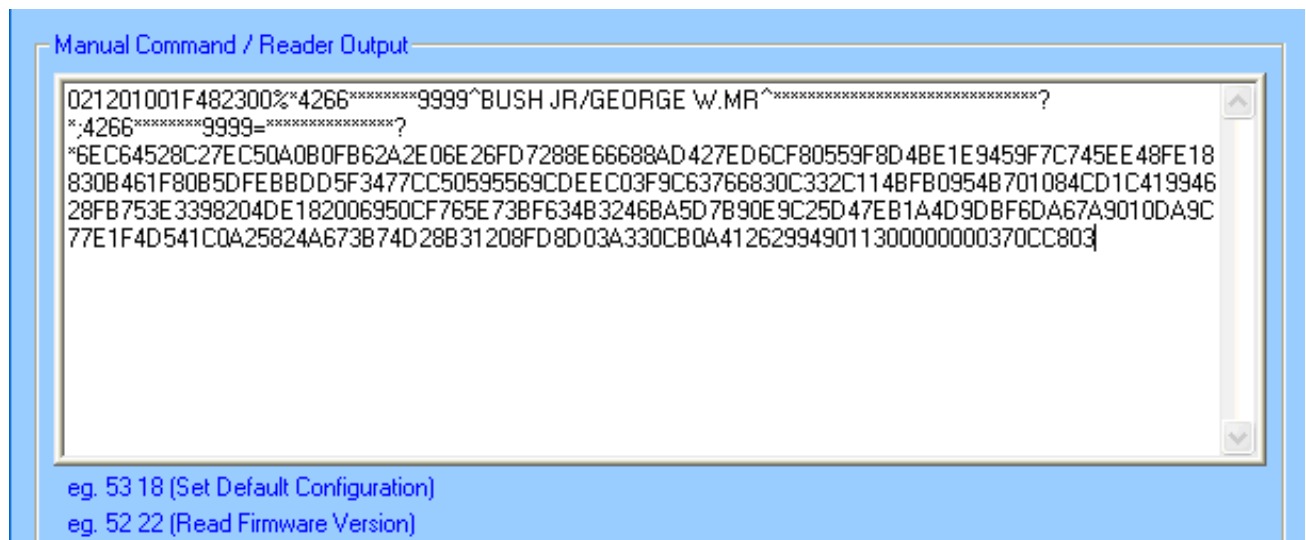 Manual Command / Reader Output
021201001F482300%*4266********9999^BUSH JR/GEORGE W.MR^*******************************?
*;4266********9999=***************?
*6EC64528C27EC50A0B0FB62A2E06E26FD7288E66688AD427ED6CF80559F8D4BE1E9459F7C745EE48FE18
830B461F80B5DFEBBDD5F3477CC50595569CDEEC03F9C63766830C332C114BFB0954B701084CD1C419946
28FB753E3398204DE182006950CF765E73BF634B3246BA5D7B90E9C25D47EB1A4D9DBF6DA67A9010DA9C
77E1F4D541C0A25824A673B74D28B31208FD8D03A330CB0A412629949011300000000370CC803
eg. 53 18 (Set Default Configuration)
eg. 52 22 (Read Firmware Version)